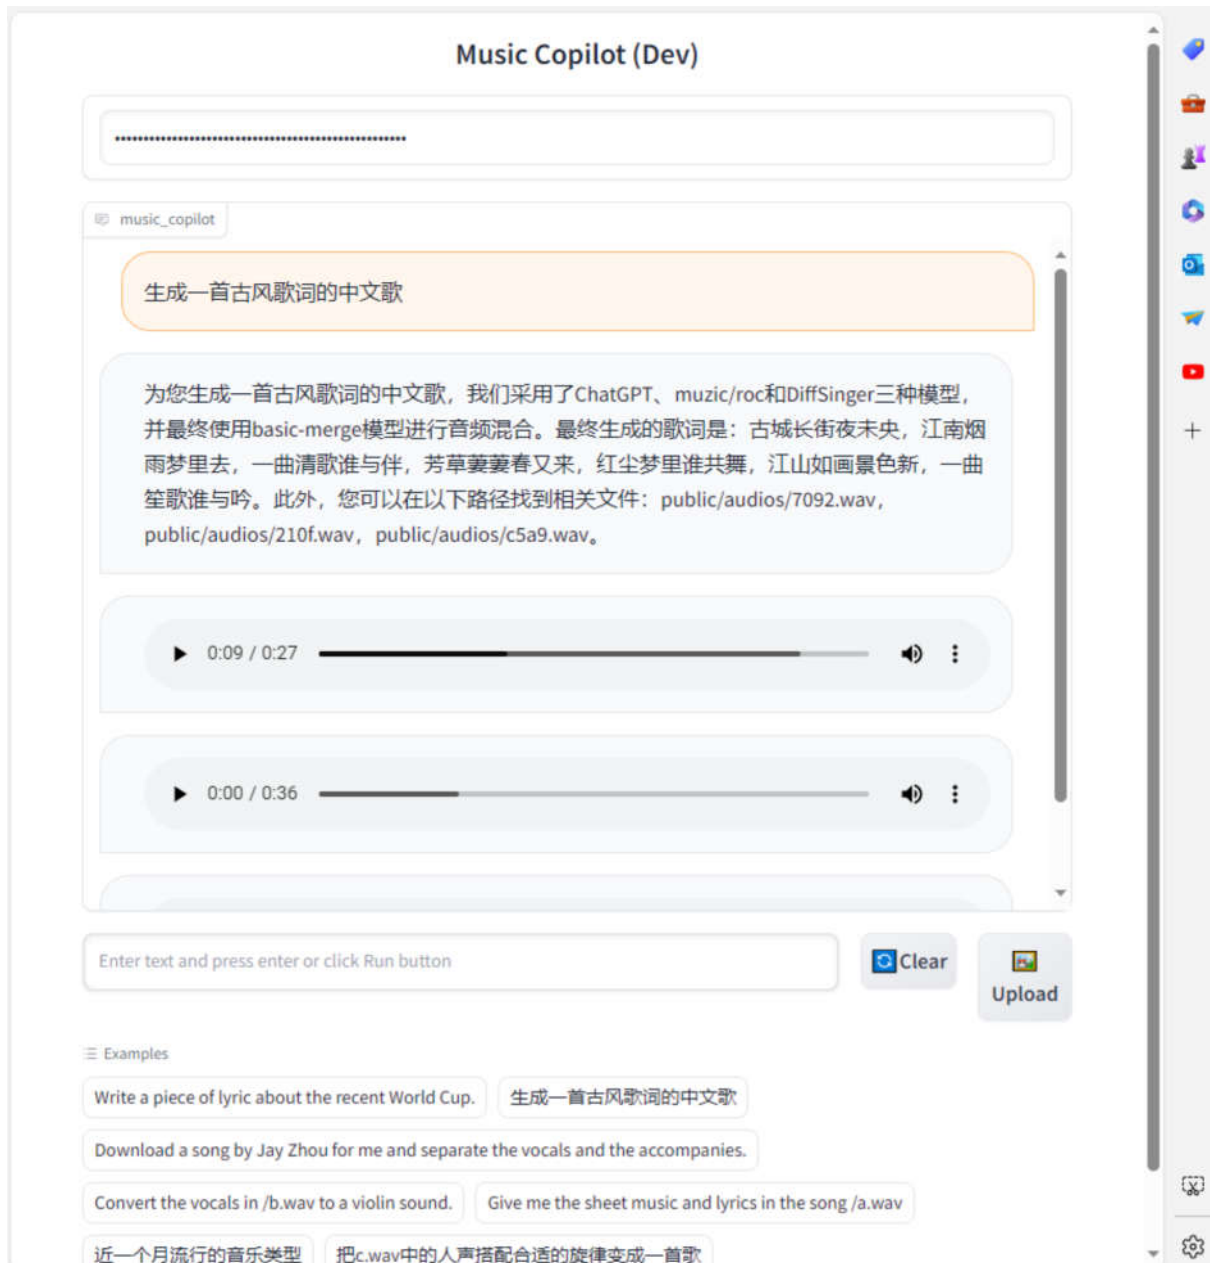 Music Copilot (Dev)
music_copilot
生成一首古风歌词的中文歌
为您生成一首古风歌词的中文歌，我们采用了ChatGPT、muzic/roc和DiffSinger三种模型，
并最终使用basic-merge模型进行音频混合。最终生成的歌词是：古城长街夜未央，江南烟
雨梦里去，一曲清歌谁与伴，芳草萋萋春又来，红尘梦里谁共舞，江山如画景色新，一曲
笙歌谁与吟。此外，您可以在以下路径找到相关文件：public/audios/7092.wav，
public/audios/210f.wav，public/audios/c5a9.wav。
0:09 / 0:27
0:00 / 0:36
Enter text and press enter or click Run button
Clear
Upload
Examples
Write a piece of lyric about the recent World Cup.
生成一首古风歌词的中文歌
Download a song by Jay Zhou for me and separate the vocals and the accompanies.
Convert the vocals in /b.wav to a violin sound.
Give me the sheet music and lyrics in the song /a.wav
近一个月流行的音乐类型
把c.wav中的人声搭配合适的旋律变成一首歌